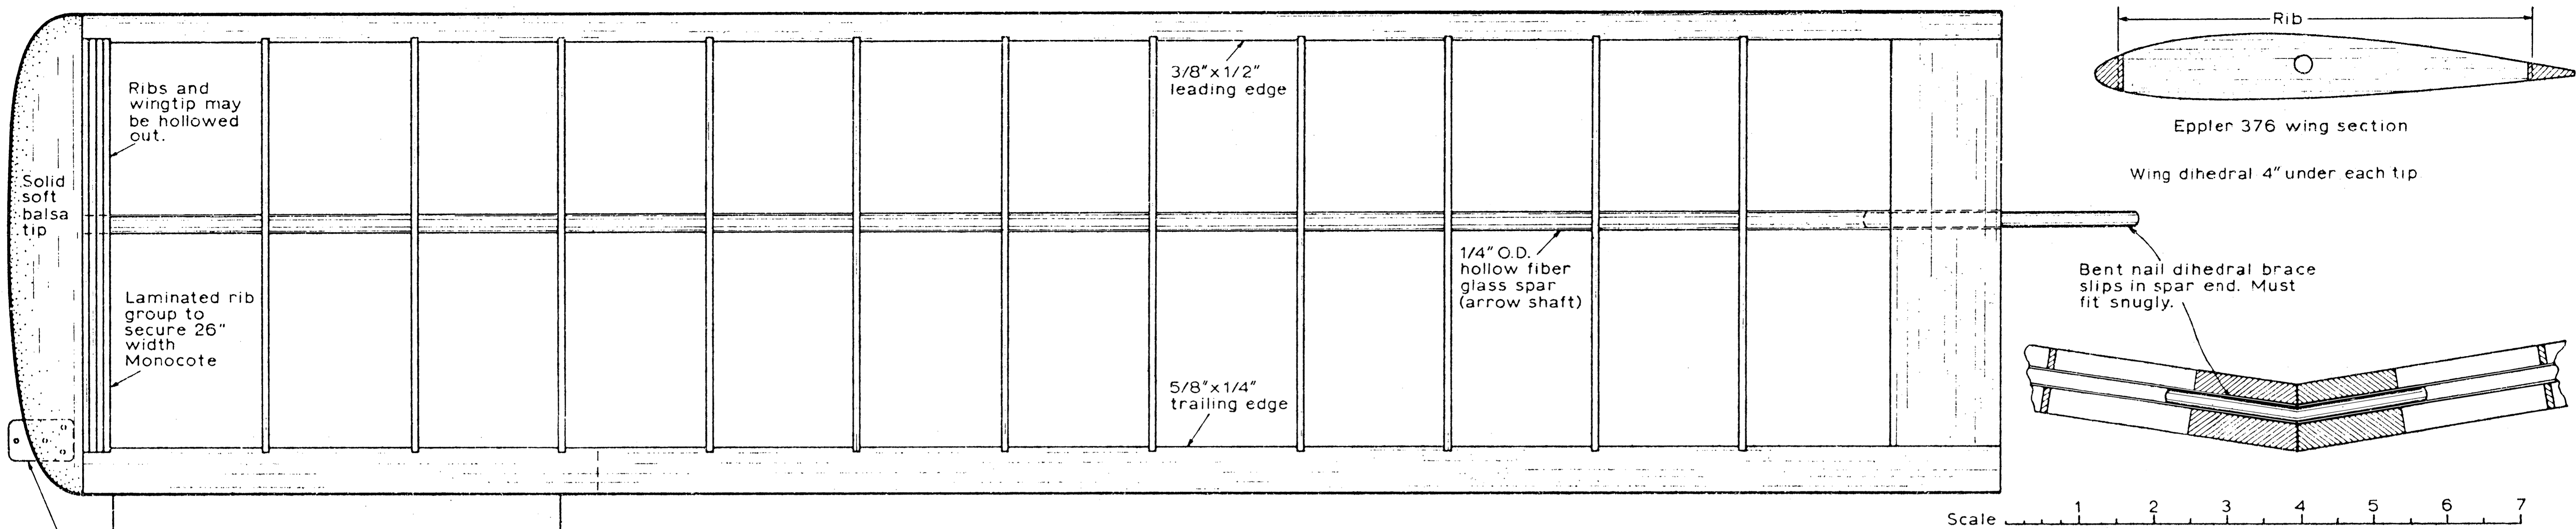 Ribs and
wingtip may
be hollowed
out.
Solid
soft
balsa
tip
Laminated rib
group to
secure 26"
width
Monocote
3/8"x1/2"
leading edge
5/8"x1/4"
trailing edge
1/4" O.D.
hollow fiber
glass spar
(arrow shaft)
Rib
Eppler 376 wing section
Wing dihedral 4" under each tip
Bent nail dihedral brace
slips in spar end. Must
fit snugly.
Scale 1 2 3 4 5 6 7